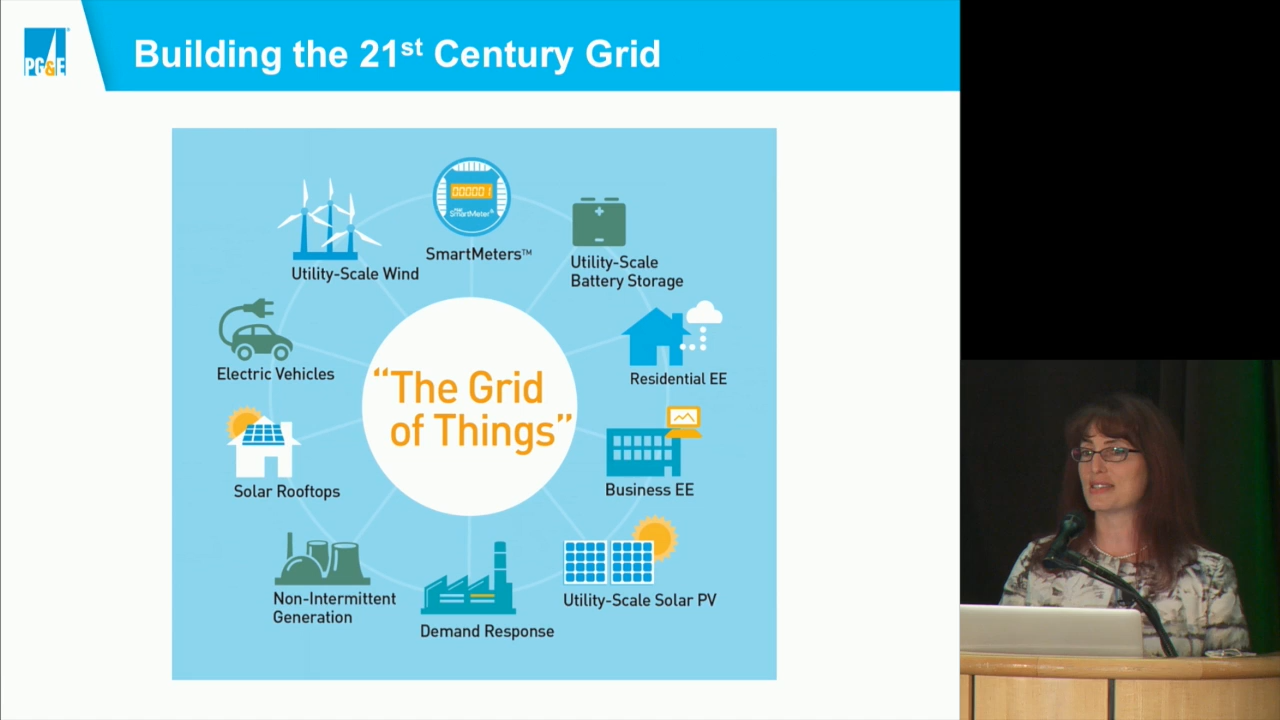 PG&E
Building the 21st Century Grid
000001
SmartMeter
SmartMeters™
Utility-Scale Wind
Utility-Scale
Battery Storage
Electric Vehicles
Residential EE
"The Grid
of Things"
Solar Rooftops
Business EE
Non-Intermittent
Generation
Utility-Scale Solar PV
Demand Response